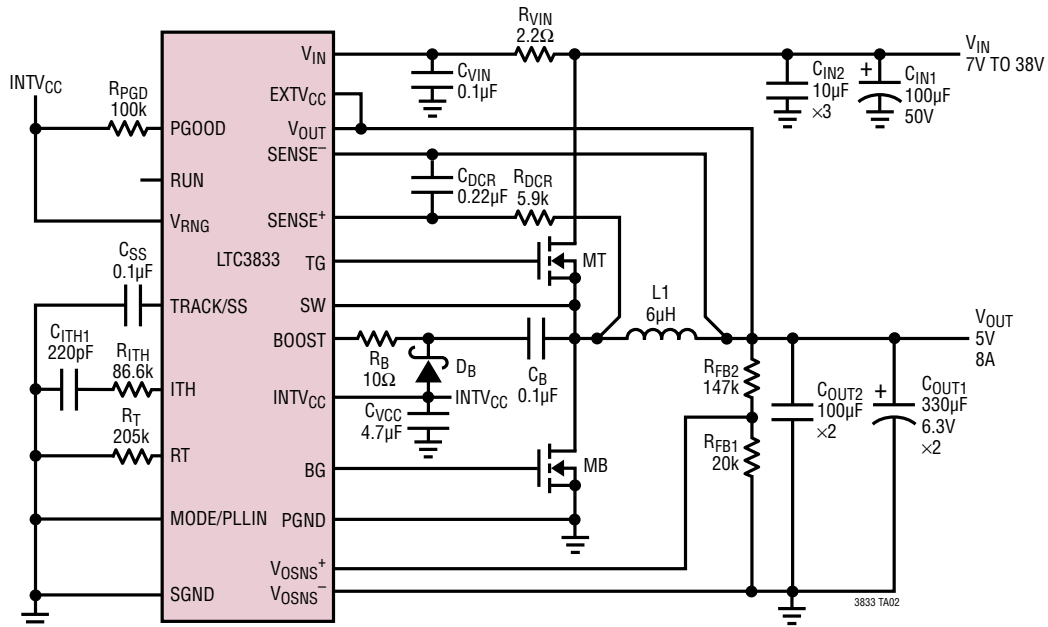 R_VIN
2.2Ω
V_IN
7V TO 38V
C_VIN
0.1µF
C_IN2
10µF
×3
+
C_IN1
100µF
50V
INTV_CC
R_PGD
100k
PGOOD
RUN
V_RNG
C_SS
0.1µF
TRACK/SS
C_ITH1
220pF
R_ITH
86.6k
ITH
R_T
205k
RT
MODE/PLLIN
SGND
LTC3833
V_IN
EXTV_CC
V_OUT
SENSE⁻
SENSE⁺
TG
SW
BOOST
INTV_CC
BG
PGND
V_OSNS⁺
V_OSNS⁻
C_DCR
0.22µF
R_DCR
5.9k
MT
L1
6µH
R_B
10Ω
D_B
C_B
0.1µF
INTV_CC
C_VCC
4.7µF
MB
V_OUT
5V
8A
R_FB2
147k
R_FB1
20k
C_OUT2
100µF
×2
+
C_OUT1
330µF
6.3V
×2
3833 TA02